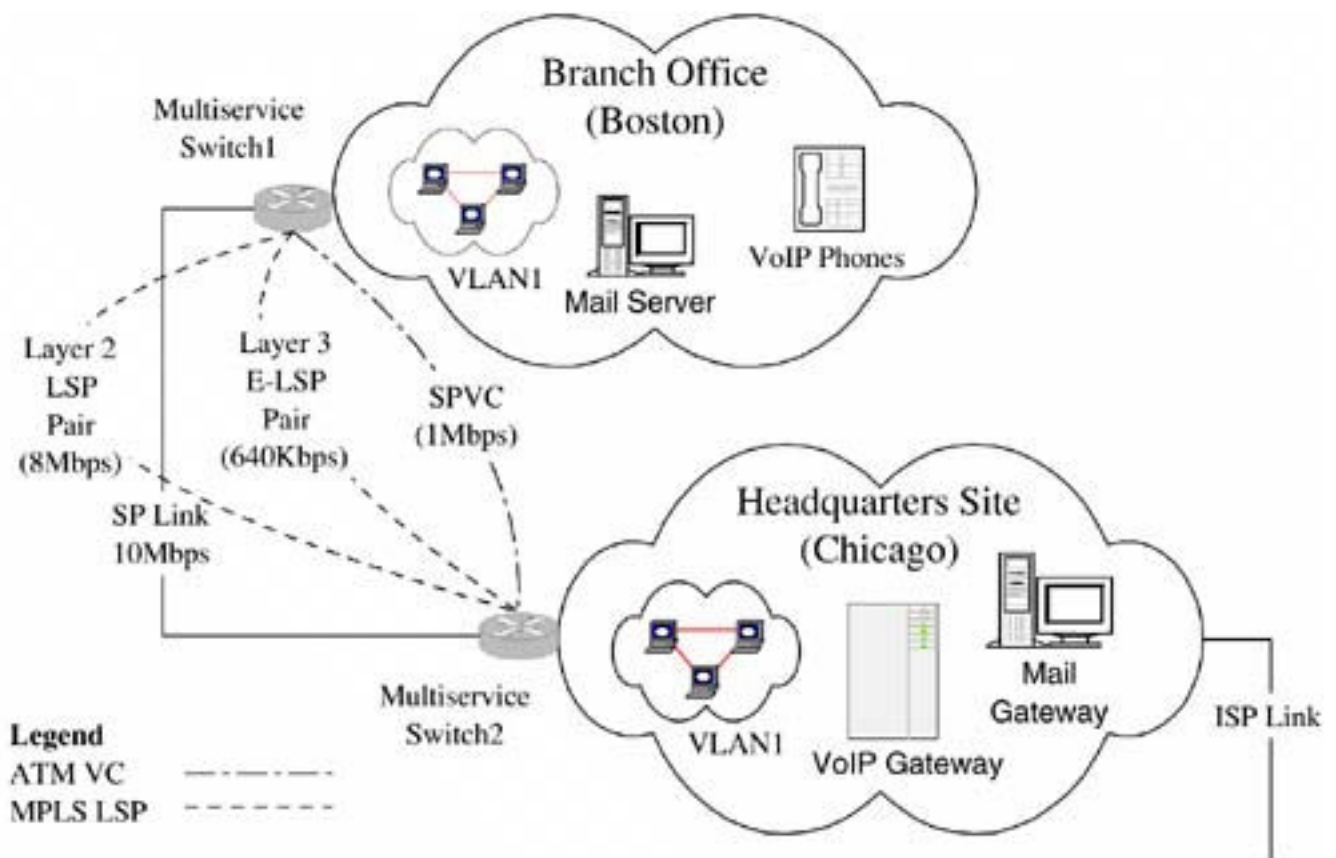 Branch Office
(Boston)
Multiservice
Switch1
VLAN1
Mail Server
VoIP Phones
Layer 2
LSP
Pair
(8Mbps)
Layer 3
E-LSP
Pair
(640Kbps)
SPVC
(1Mbps)
SP Link
10Mbps
Headquarters Site
(Chicago)
Multiservice
Switch2
VLAN1
VoIP Gateway
Mail
Gateway
ISP Link
Legend
ATM VC
MPLS LSP